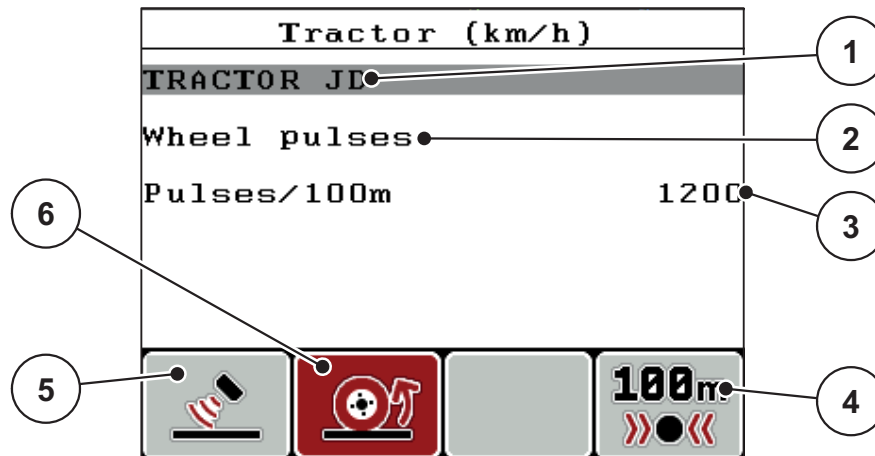 Tractor (km/h)
1
TRACTOR JD
Wheel pulses
2
Pulses/100m 1200
3
6
5
100m
4